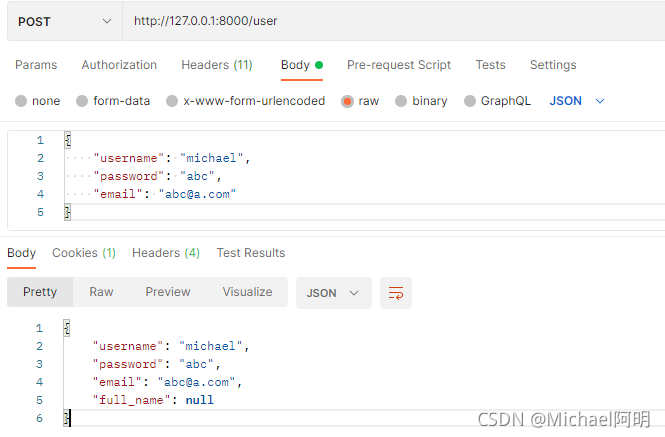 POST http://127.0.0.1:8000/user
Params Authorization Headers (11) Body Pre-request Script Tests Settings
none form-data x-www-form-urlencoded raw binary GraphQL JSON
1 {
2 "username": "michael",
3 "password": "abc",
4 "email": "abc@a.com"
5 }
Body Cookies (1) Headers (4) Test Results
Pretty Raw Preview Visualize JSON
1 {
2 "username": "michael",
3 "password": "abc",
4 "email": "abc@a.com",
5 "full_name": null
6 }
CSDN @Michael阿明